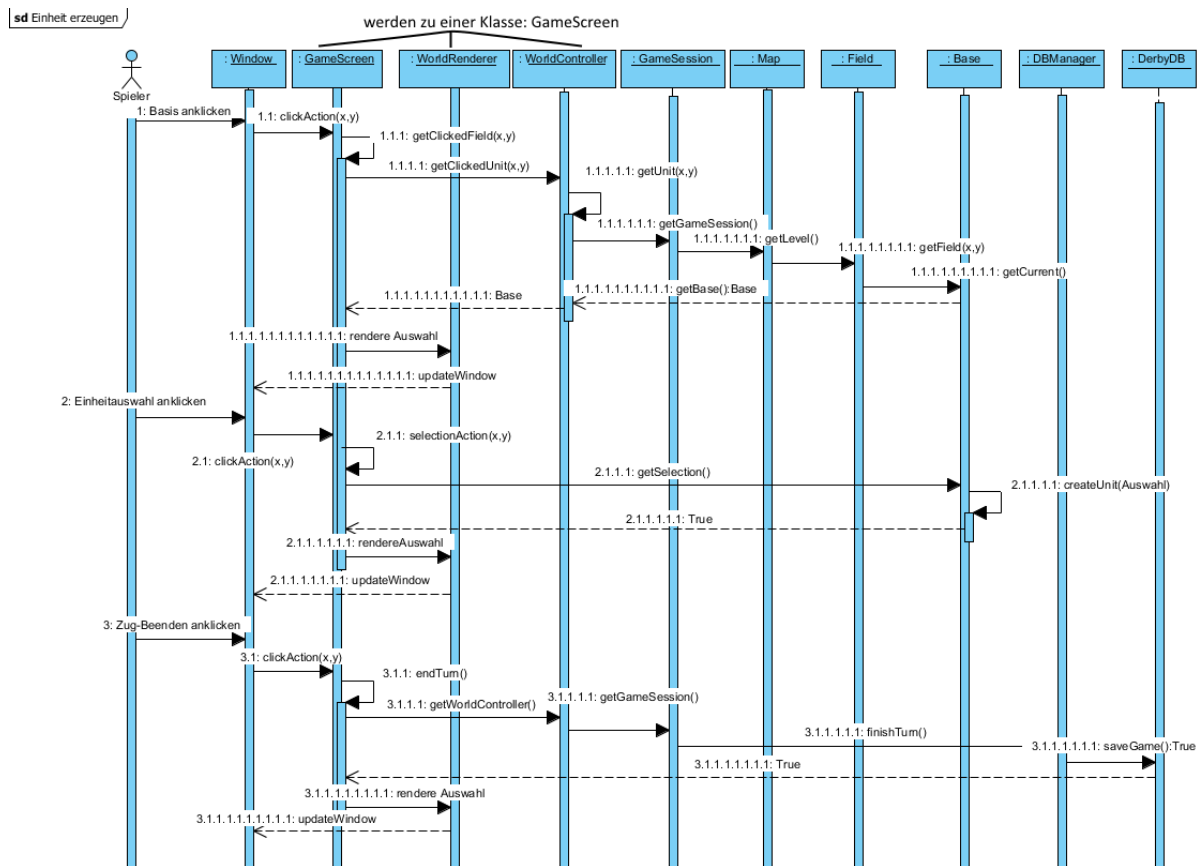 sd Einheit erzeugen
werden zu einer Klasse: GameScreen
: Window
: GameScreen
: WorldRenderer
: WorldController
: GameSession
: Map
: Field
: Base
: DBManager
: DerbyDB
Spieler
1: Basis anklicken
1.1: clickAction(x,y)
1.1.1: getClickedField(x,y)
1.1.1.1: getClickedUnit(x,y)
1.1.1.1.1: getUnit(x,y)
1.1.1.1.1.1: getGameSession()
1.1.1.1.1.1.1: getLevel()
1.1.1.1.1.1.1.1: getField(x,y)
1.1.1.1.1.1.1.1.1: getCurrent()
1.1.1.1.1.1.1.1.1.1: getBase():Base
1.1.1.1.1.1.1.1.1.1.1: Base
1.1.1.1.1.1.1.1.1.1.1.1: rendere Auswahl
1.1.1.1.1.1.1.1.1.1.1.1.1: updateWindow
2: Einheitauswahl anklicken
2.1.1: selectionAction(x,y)
2.1: clickAction(x,y)
2.1.1.1: getSelection()
2.1.1.1.1: createUnit(Auswahl)
2.1.1.1.1.1: True
2.1.1.1.1.1.1: rendereAuswahl
2.1.1.1.1.1.1.1: updateWindow
3: Zug-Beenden anklicken
3.1: clickAction(x,y)
3.1.1: endTurn()
3.1.1.1: getWorldController()
3.1.1.1.1: getGameSession()
3.1.1.1.1.1: finishTurn()
3.1.1.1.1.1.1: saveGame():True
3.1.1.1.1.1.1.1: True
3.1.1.1.1.1.1.1.1: rendere Auswahl
3.1.1.1.1.1.1.1.1.1: updateWindow